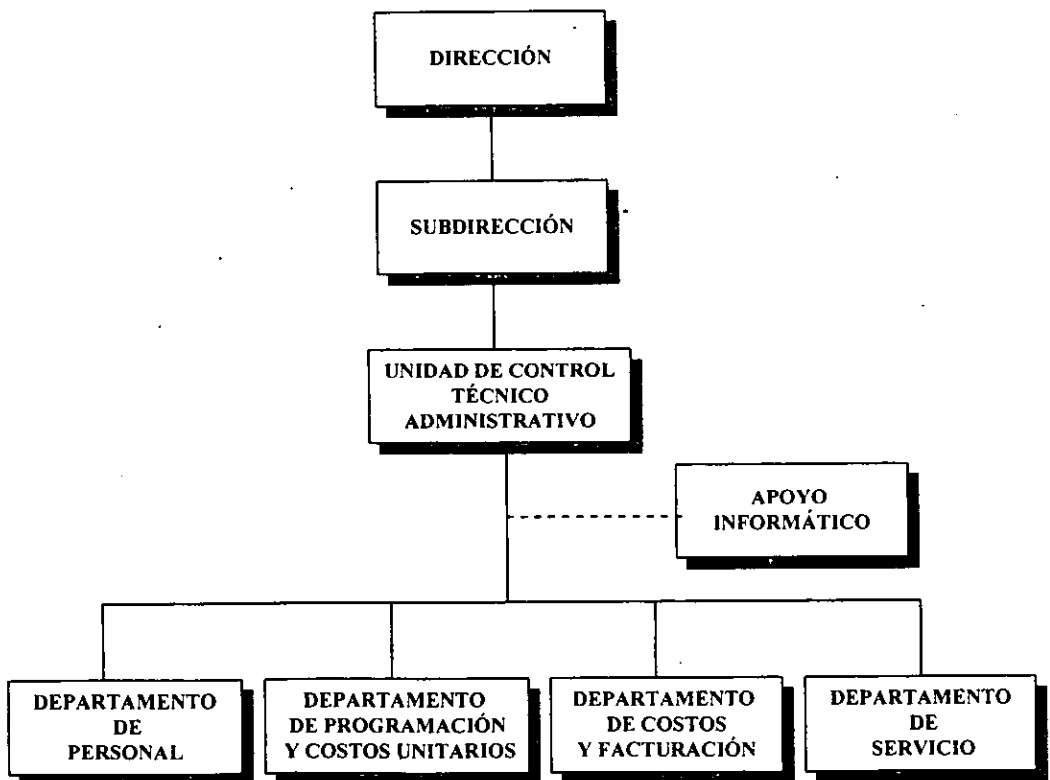 DIRECCIÓN
SUBDIRECCIÓN
UNIDAD DE CONTROL
TÉCNICO
ADMINISTRATIVO
APOYO
INFORMÁTICO
DEPARTAMENTO
DE
PERSONAL
DEPARTAMENTO
DE PROGRAMACIÓN
Y COSTOS UNITARIOS
DEPARTAMENTO
DE COSTOS
Y FACTURACIÓN
DEPARTAMENTO
DE
SERVICIO